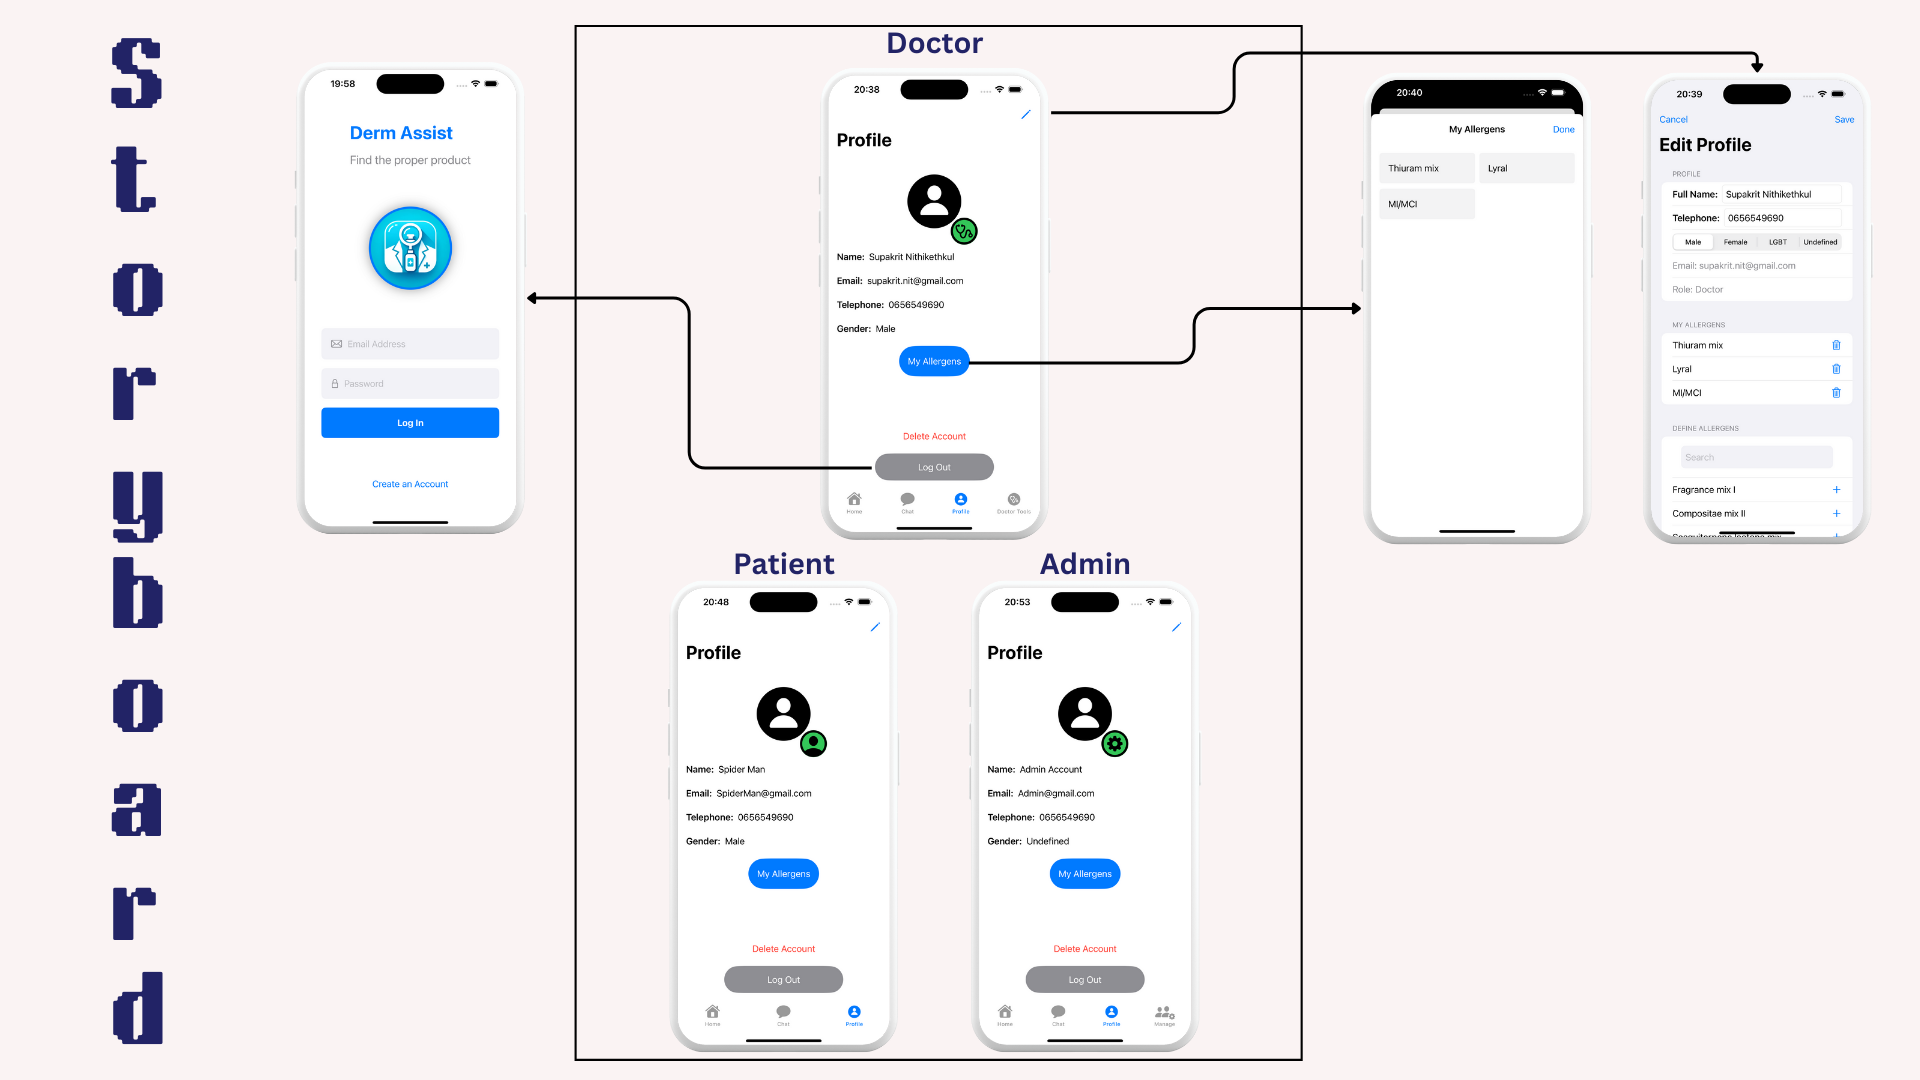 Storyboard
19:58
Derm Assist
Find the proper product
Email Address
Password
Log In
Create an Account
Doctor
20:38
Profile
Name: Supakrit Nithikethkul
Email: supakrit.nit@gmail.com
Telephone: 0656549690
Gender: Male
My Allergens
Delete Account
Log Out
Home
Chat
Profile
Doctor Tools
20:40
My Allergens
Done
Thiuram mix
Lyral
MI/MCI
20:39
Cancel
Save
Edit Profile
PROFILE
Full Name: Supakrit Nithikethkul
Telephone: 0656549690
Male
Female
LGBT
Undefined
Email: supakrit.nit@gmail.com
Role: Doctor
MY ALLERGENS
Thiuram mix
Lyral
MI/MCI
DEFINE ALLERGENS
Search
Fragrance mix I
Compositae mix II
Patient
20:48
Profile
Name: Spider Man
Email: SpiderMan@gmail.com
Telephone: 0656549690
Gender: Male
My Allergens
Delete Account
Log Out
Home
Chat
Profile
Admin
20:53
Profile
Name: Admin Account
Email: Admin@gmail.com
Telephone: 0656549690
Gender: Undefined
My Allergens
Delete Account
Log Out
Home
Chat
Profile
Manage